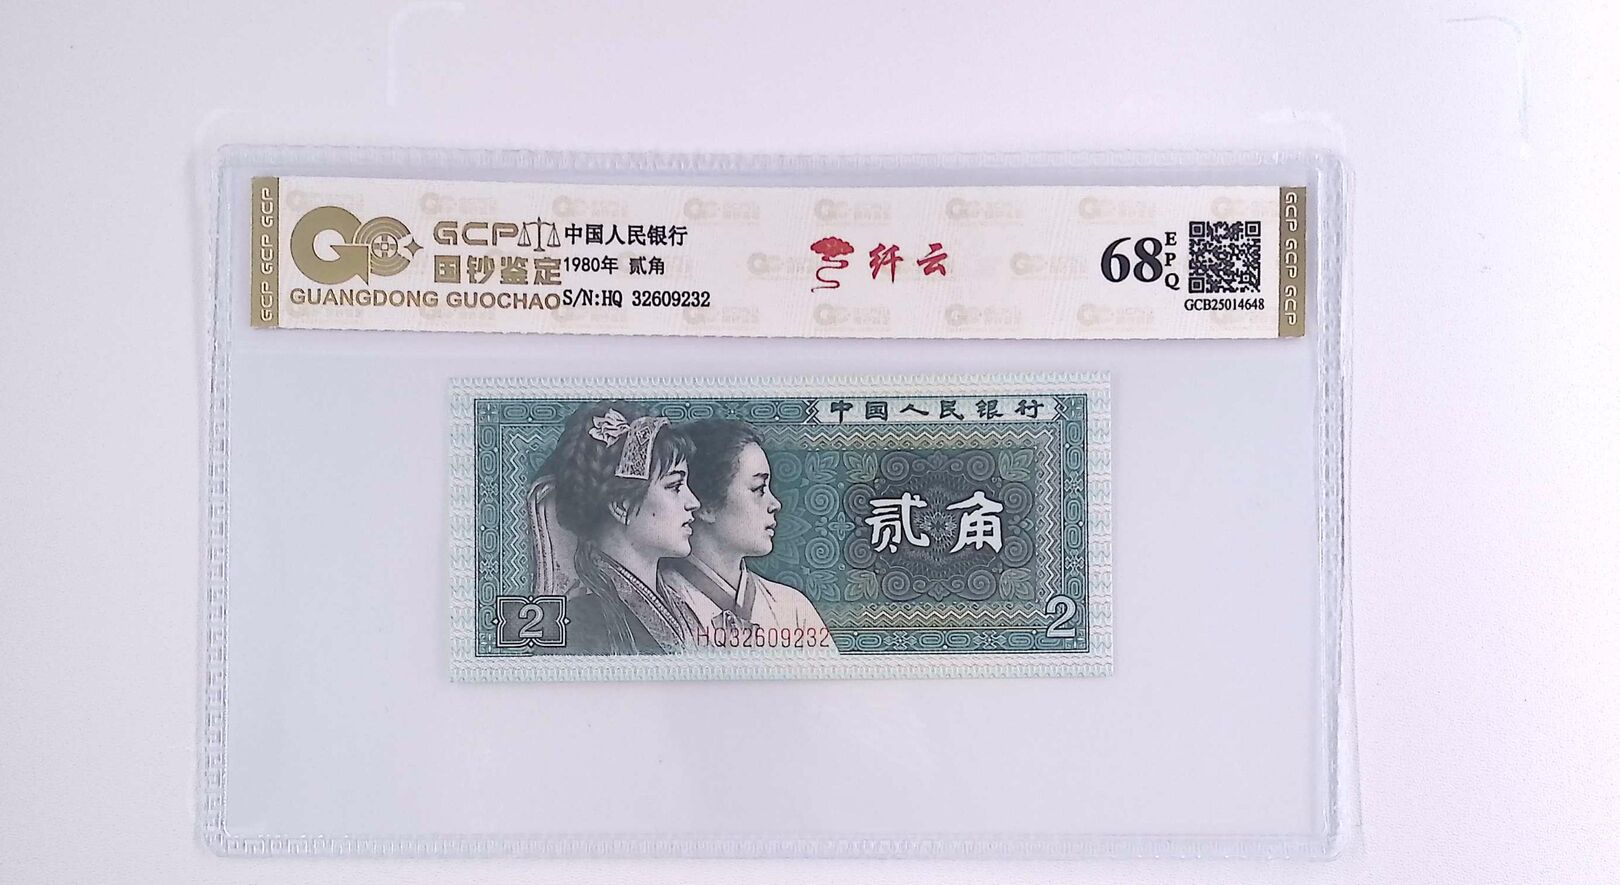 GCP GCP GCP
GCP
国钞鉴定
GUANGDONG GUOCHAO
中国人民银行
1980年 贰角
S/N:HQ 32609232
纤云
68
EPQ
GCB25014648
GCP GCP GCP
中国人民银行
贰角
2
HQ32609232
2